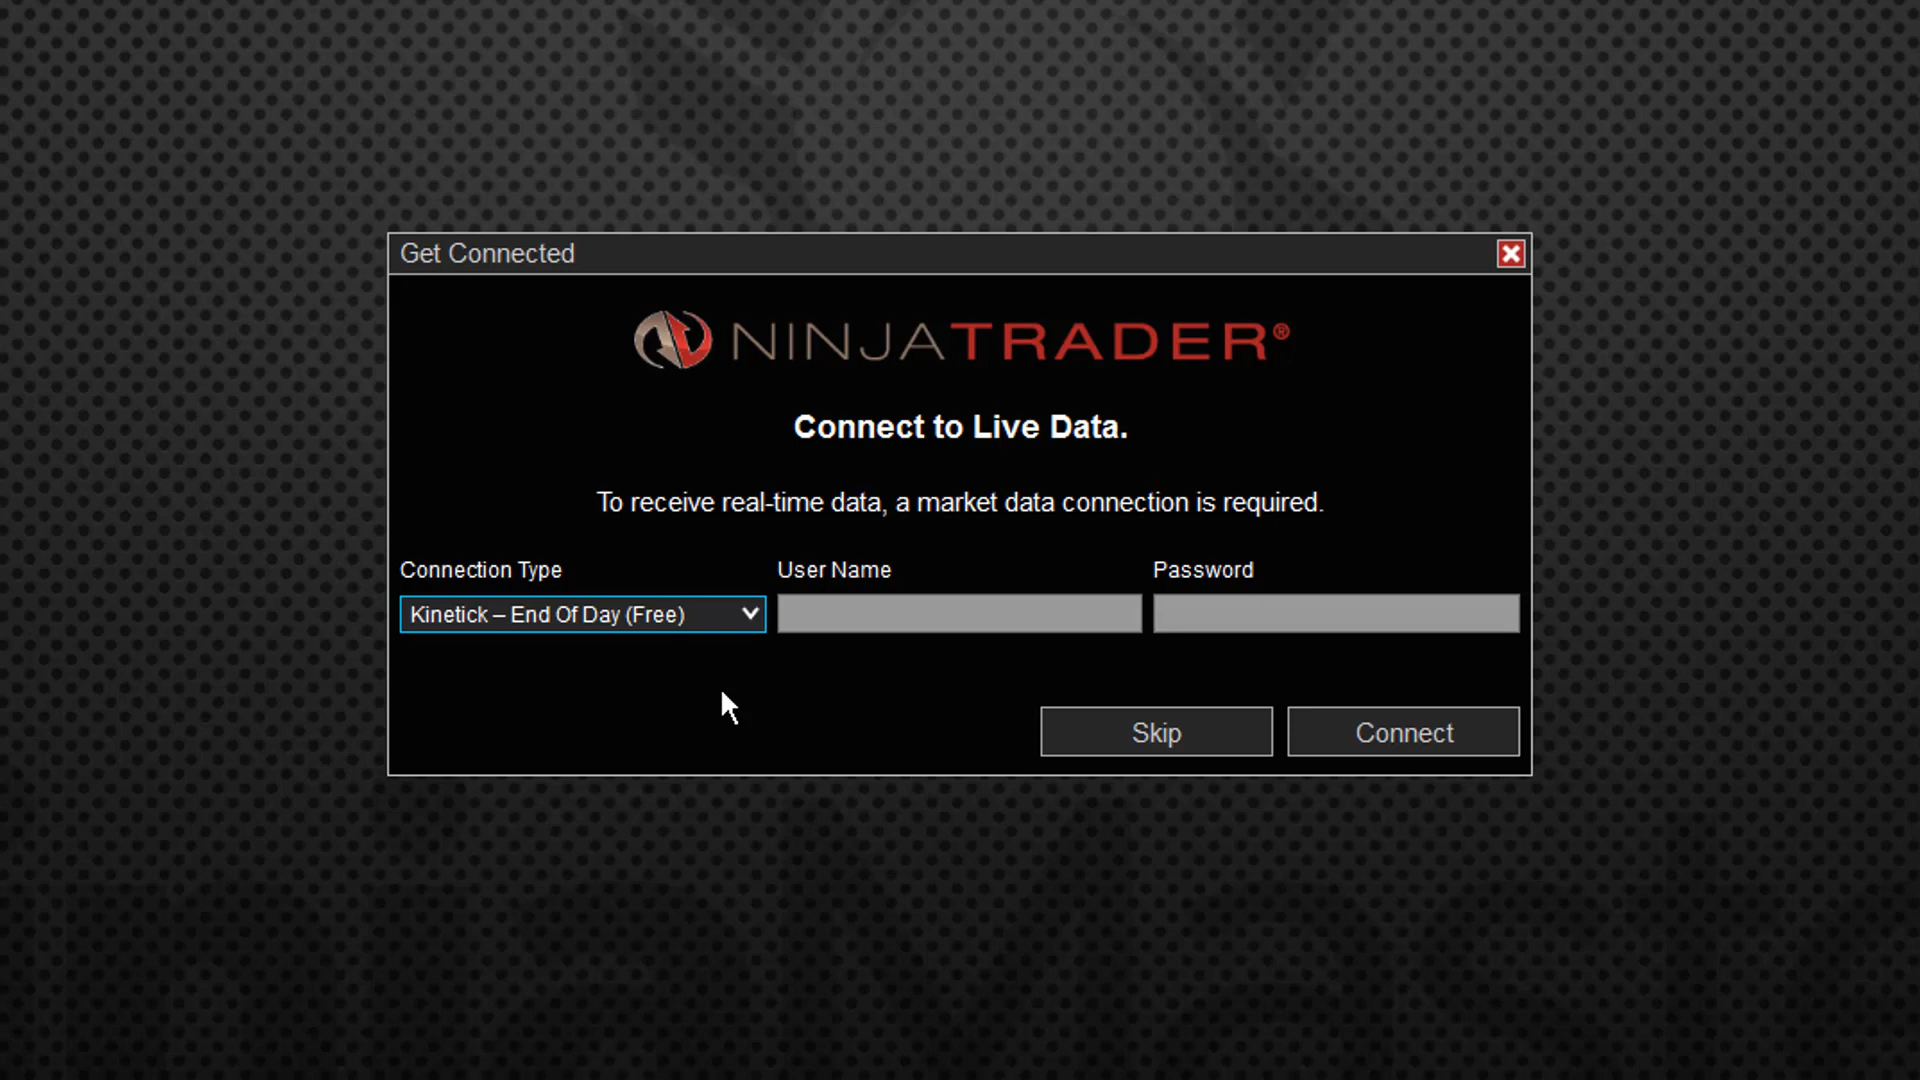 Get Connected
NINJATRADER®
Connect to Live Data.
To receive real-time data, a market data connection is required.
Connection Type User Name Password
Kinetick – End Of Day (Free)
Skip Connect